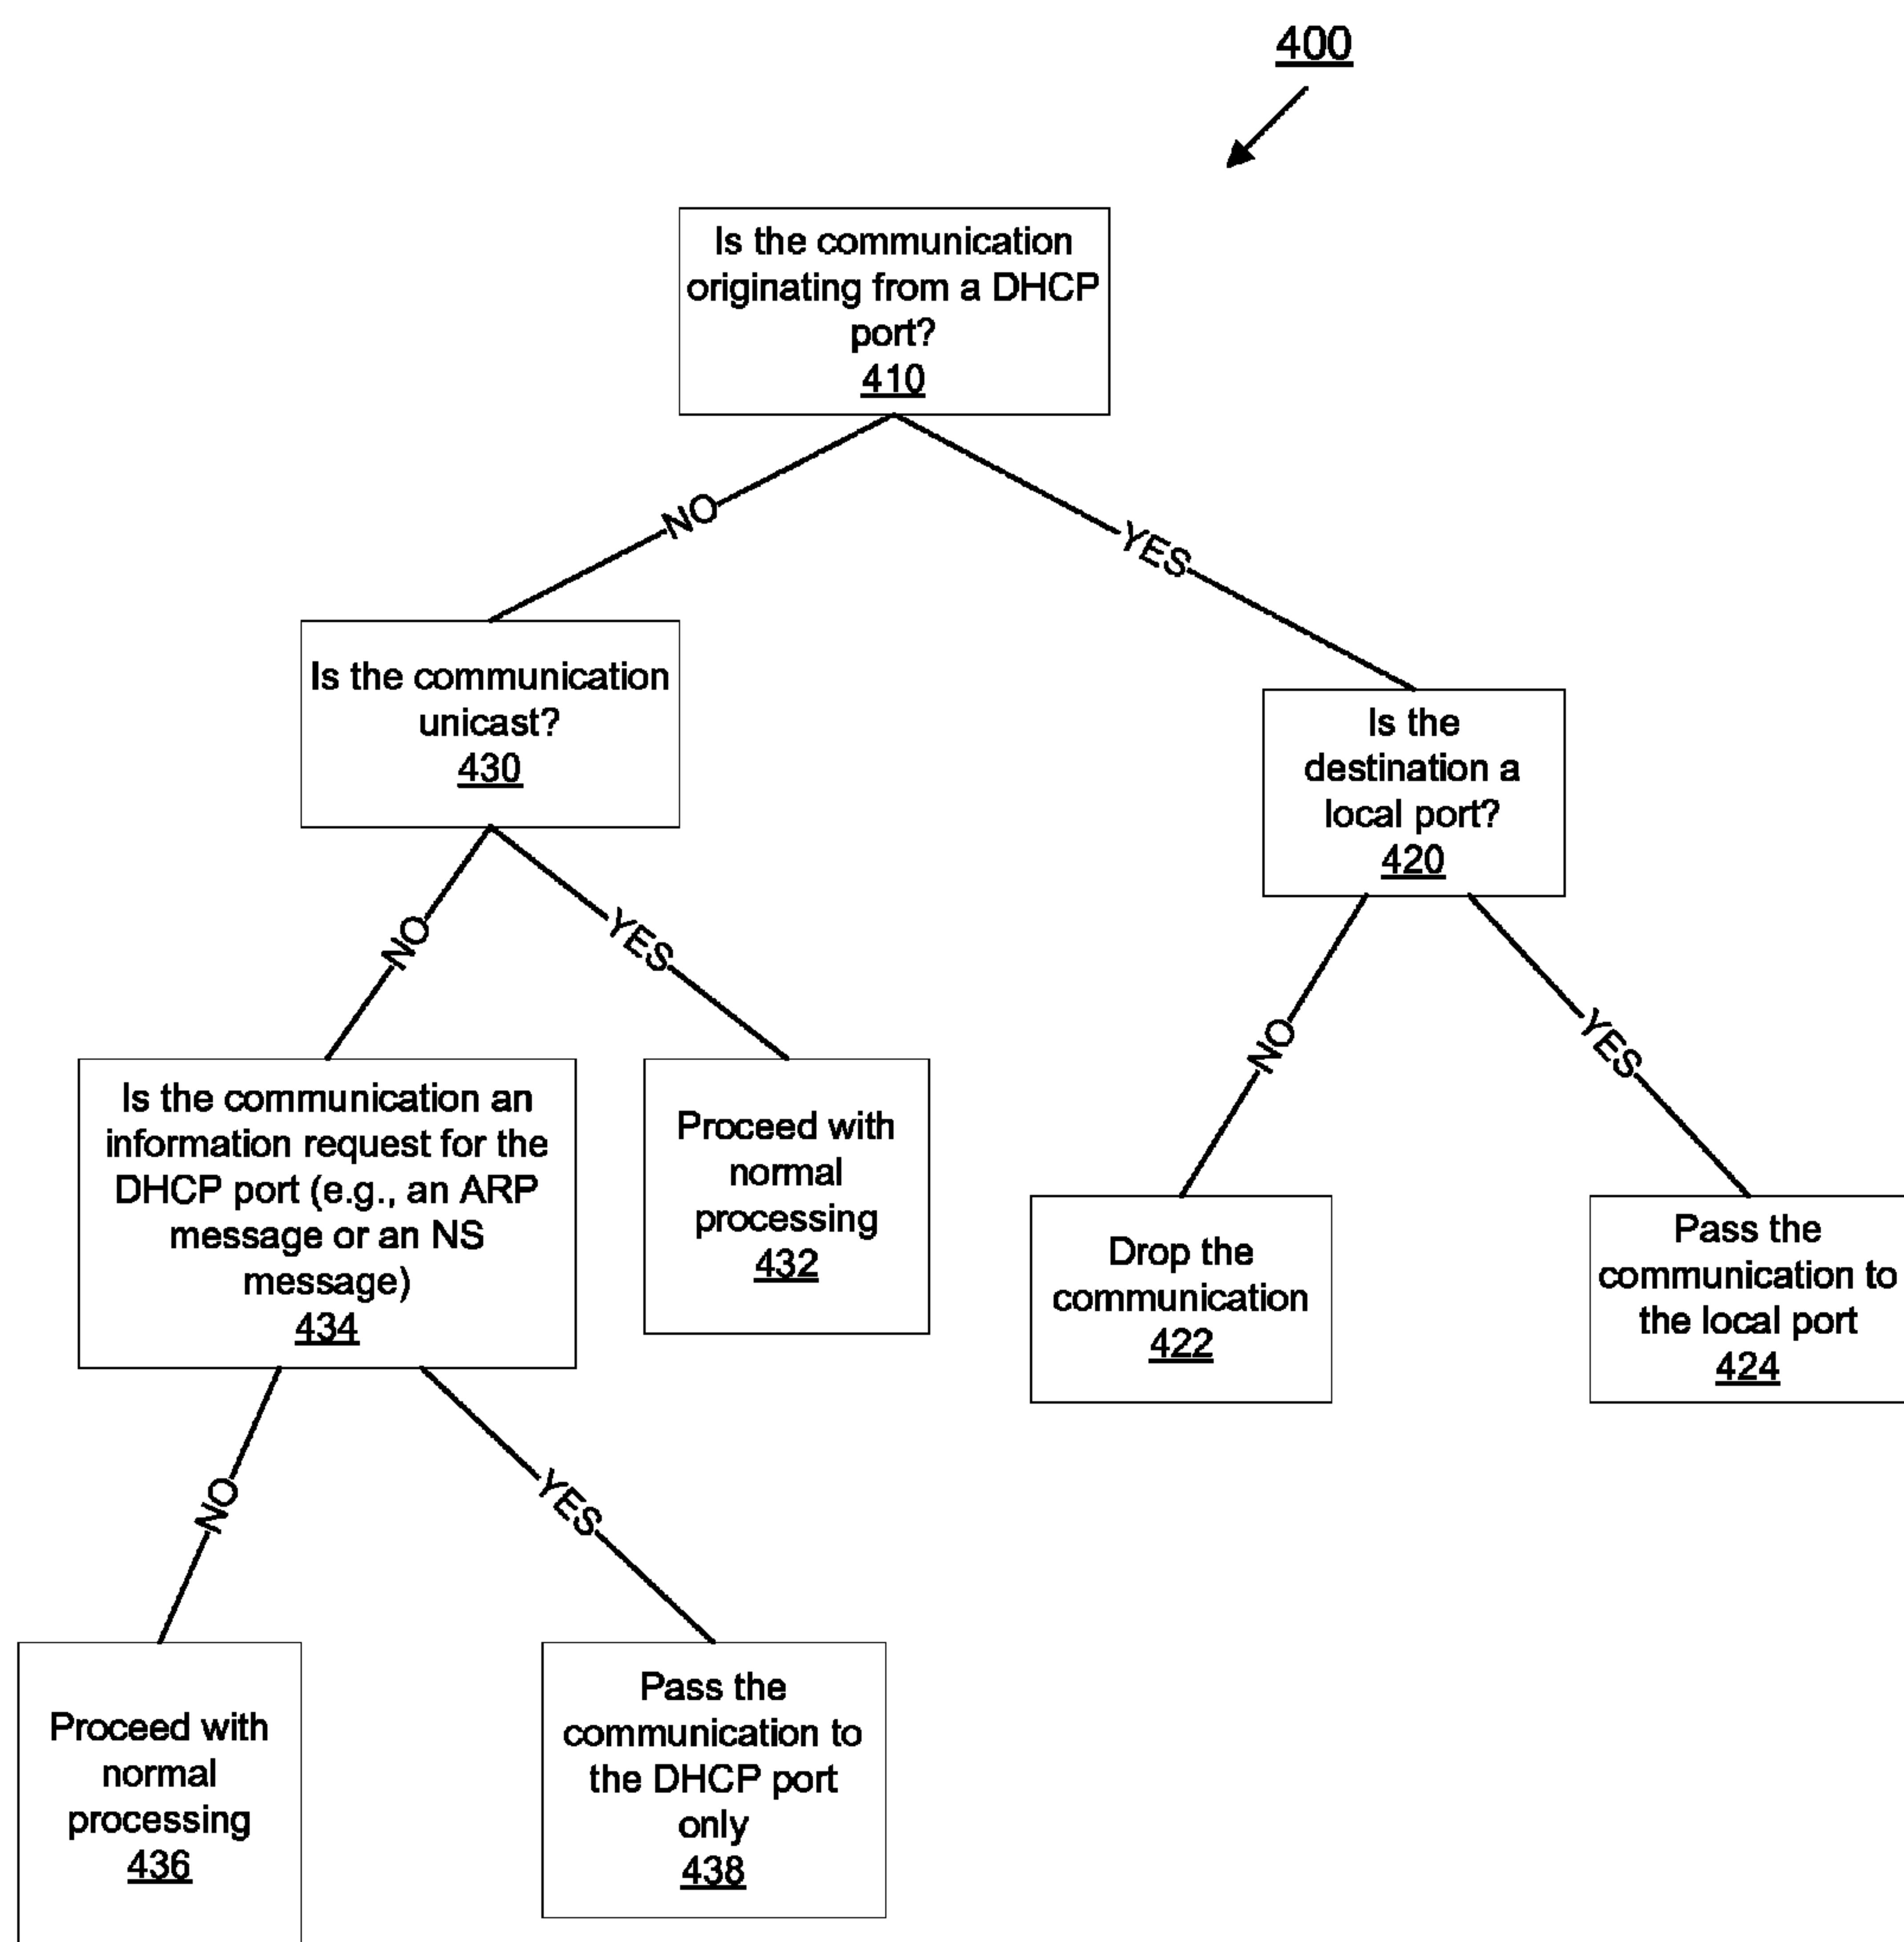 400
Is the communication
originating from a DHCP
port?
410
NO
YES
Is the communication
unicast?
430
Is the
destination a
local port?
420
NO
YES
NO
YES
Is the communication an
information request for the
DHCP port (e.g., an ARP
message or an NS
message)
434
Proceed with
normal
processing
432
Drop the
communication
422
Pass the
communication to
the local port
424
NO
YES
Proceed with
normal
processing
436
Pass the
communication to
the DHCP port
only
438